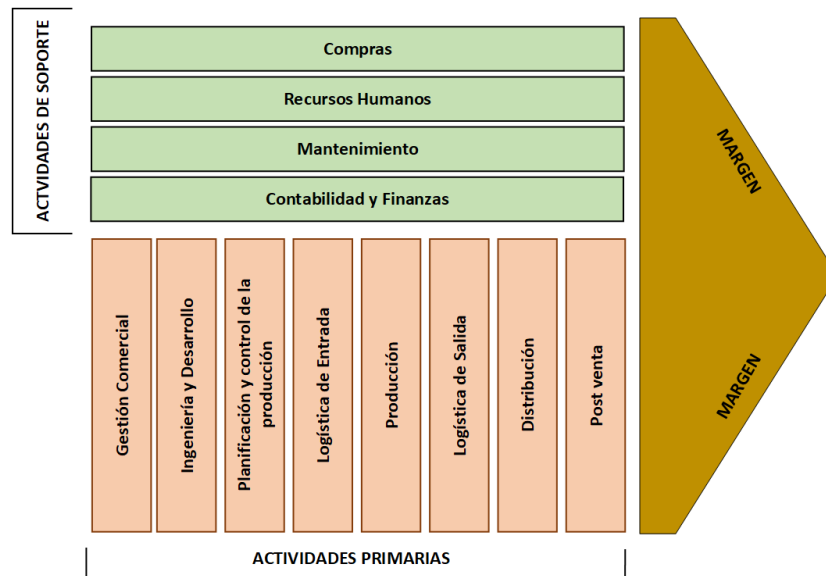 ACTVIDADES DE SOPORTE
Compras
Recursos Humanos
Mantenimiento
Contabilidad y Finanzas
MARGEN
MARGEN
Gestión Comercial
Ingeniería y Desarrollo
Planificación y control de la
producción
Logística de Entrada
Producción
Logística de Salida
Distribución
Post venta
ACTIVIDADES PRIMARIAS